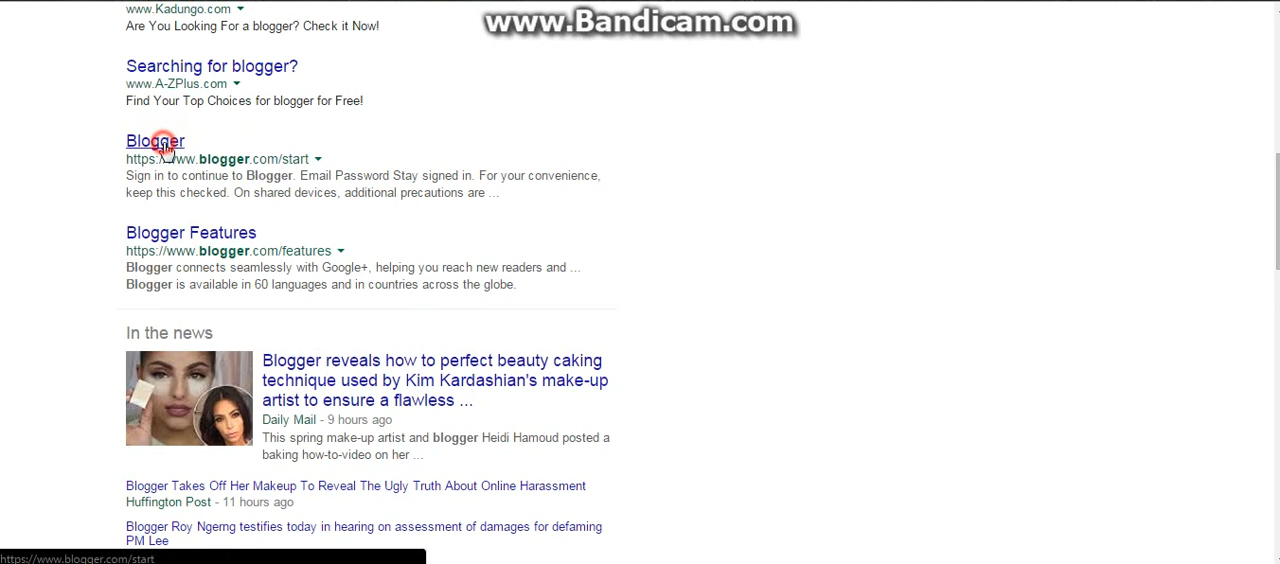 www.Kadungo.com
www.Bandicam.com
Are You Looking For a blogger? Check it Now!
Searching for blogger?
www.A-ZPlus.com
Find Your Top Choices for blogger for Free!
Blogger
https://www.blogger.com/start
Sign in to continue to Blogger. Email Password Stay signed in. For your convenience,
keep this checked. On shared devices, additional precautions are ...
Blogger Features
https://www.blogger.com/features
Blogger connects seamlessly with Google+, helping you reach new readers and ...
Blogger is available in 60 languages and in countries across the globe.
In the news
Blogger reveals how to perfect beauty caking
technique used by Kim Kardashian's make-up
artist to ensure a flawless ...
Daily Mail - 9 hours ago
This spring make-up artist and blogger Heidi Hamoud posted a
baking how-to-video on her ...
Blogger Takes Off Her Makeup To Reveal The Ugly Truth About Online Harassment
Huffington Post - 11 hours ago
Blogger Roy Ngerng testifies today in hearing on assessment of damages for defaming
PM Lee
https://www.blogger.com/start